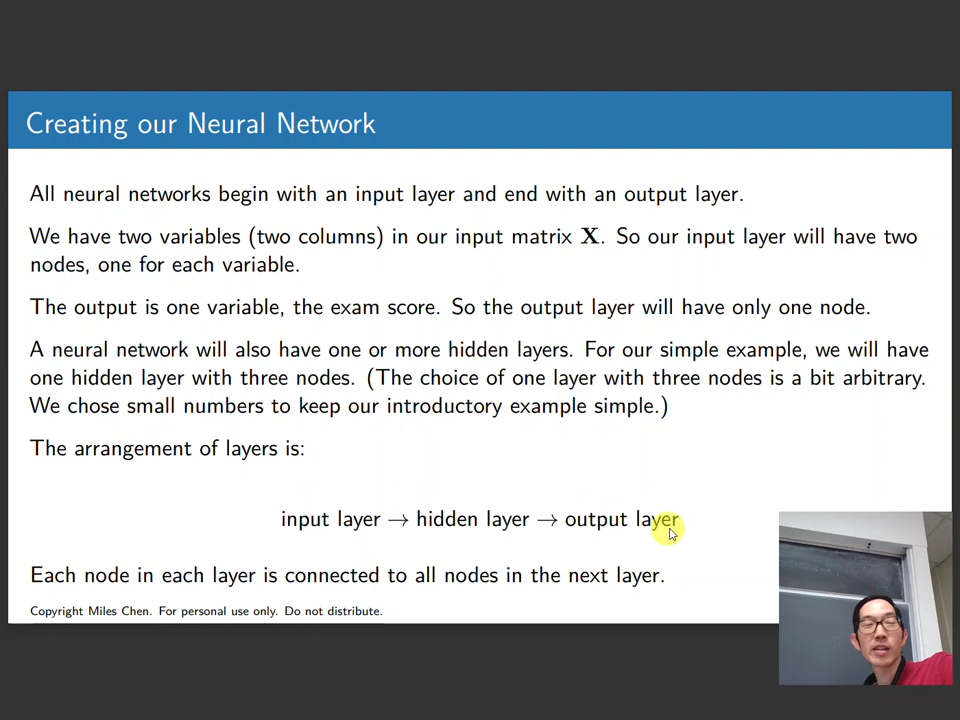 Creating our Neural Network
All neural networks begin with an input layer and end with an output layer.
We have two variables (two columns) in our input matrix X. So our input layer will have two
nodes, one for each variable.
The output is one variable, the exam score. So the output layer will have only one node.
A neural network will also have one or more hidden layers. For our simple example, we will have
one hidden layer with three nodes. (The choice of one layer with three nodes is a bit arbitrary.
We chose small numbers to keep our introductory example simple.)
The arrangement of layers is:
input layer → hidden layer → output layer
Each node in each layer is connected to all nodes in the next layer.
Copyright Miles Chen. For personal use only. Do not distribute.